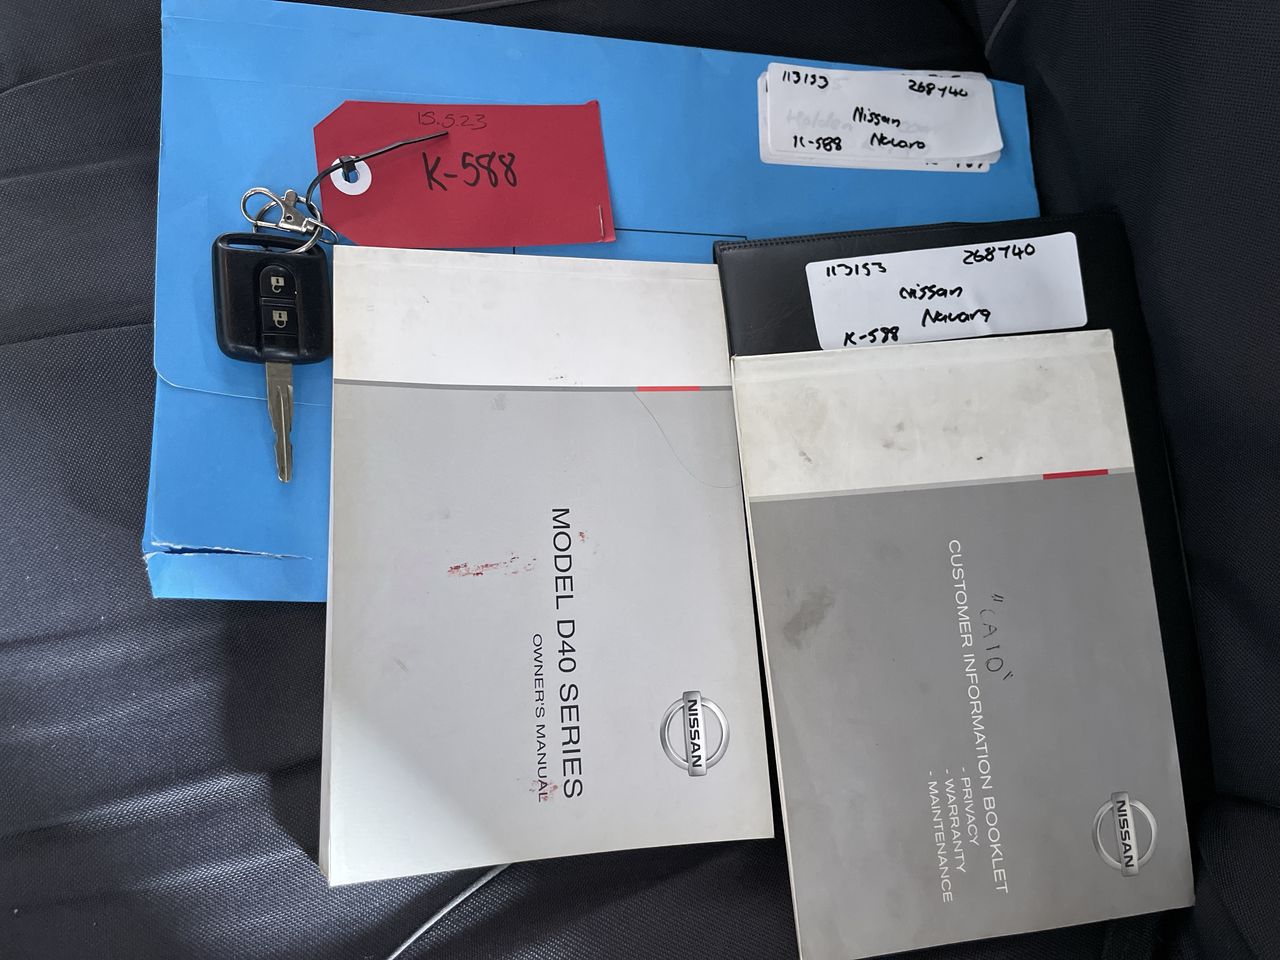 15.5.23
K-588
113153
268740
Nissan
K-588
Navara
113153
268740
Nissan
Navara
K-588
MODEL D40 SERIES
OWNER'S MANUAL
NISSAN
"CA10"
CUSTOMER INFORMATION BOOKLET
- PRIVACY
- WARRANTY
- MAINTENANCE
NISSAN